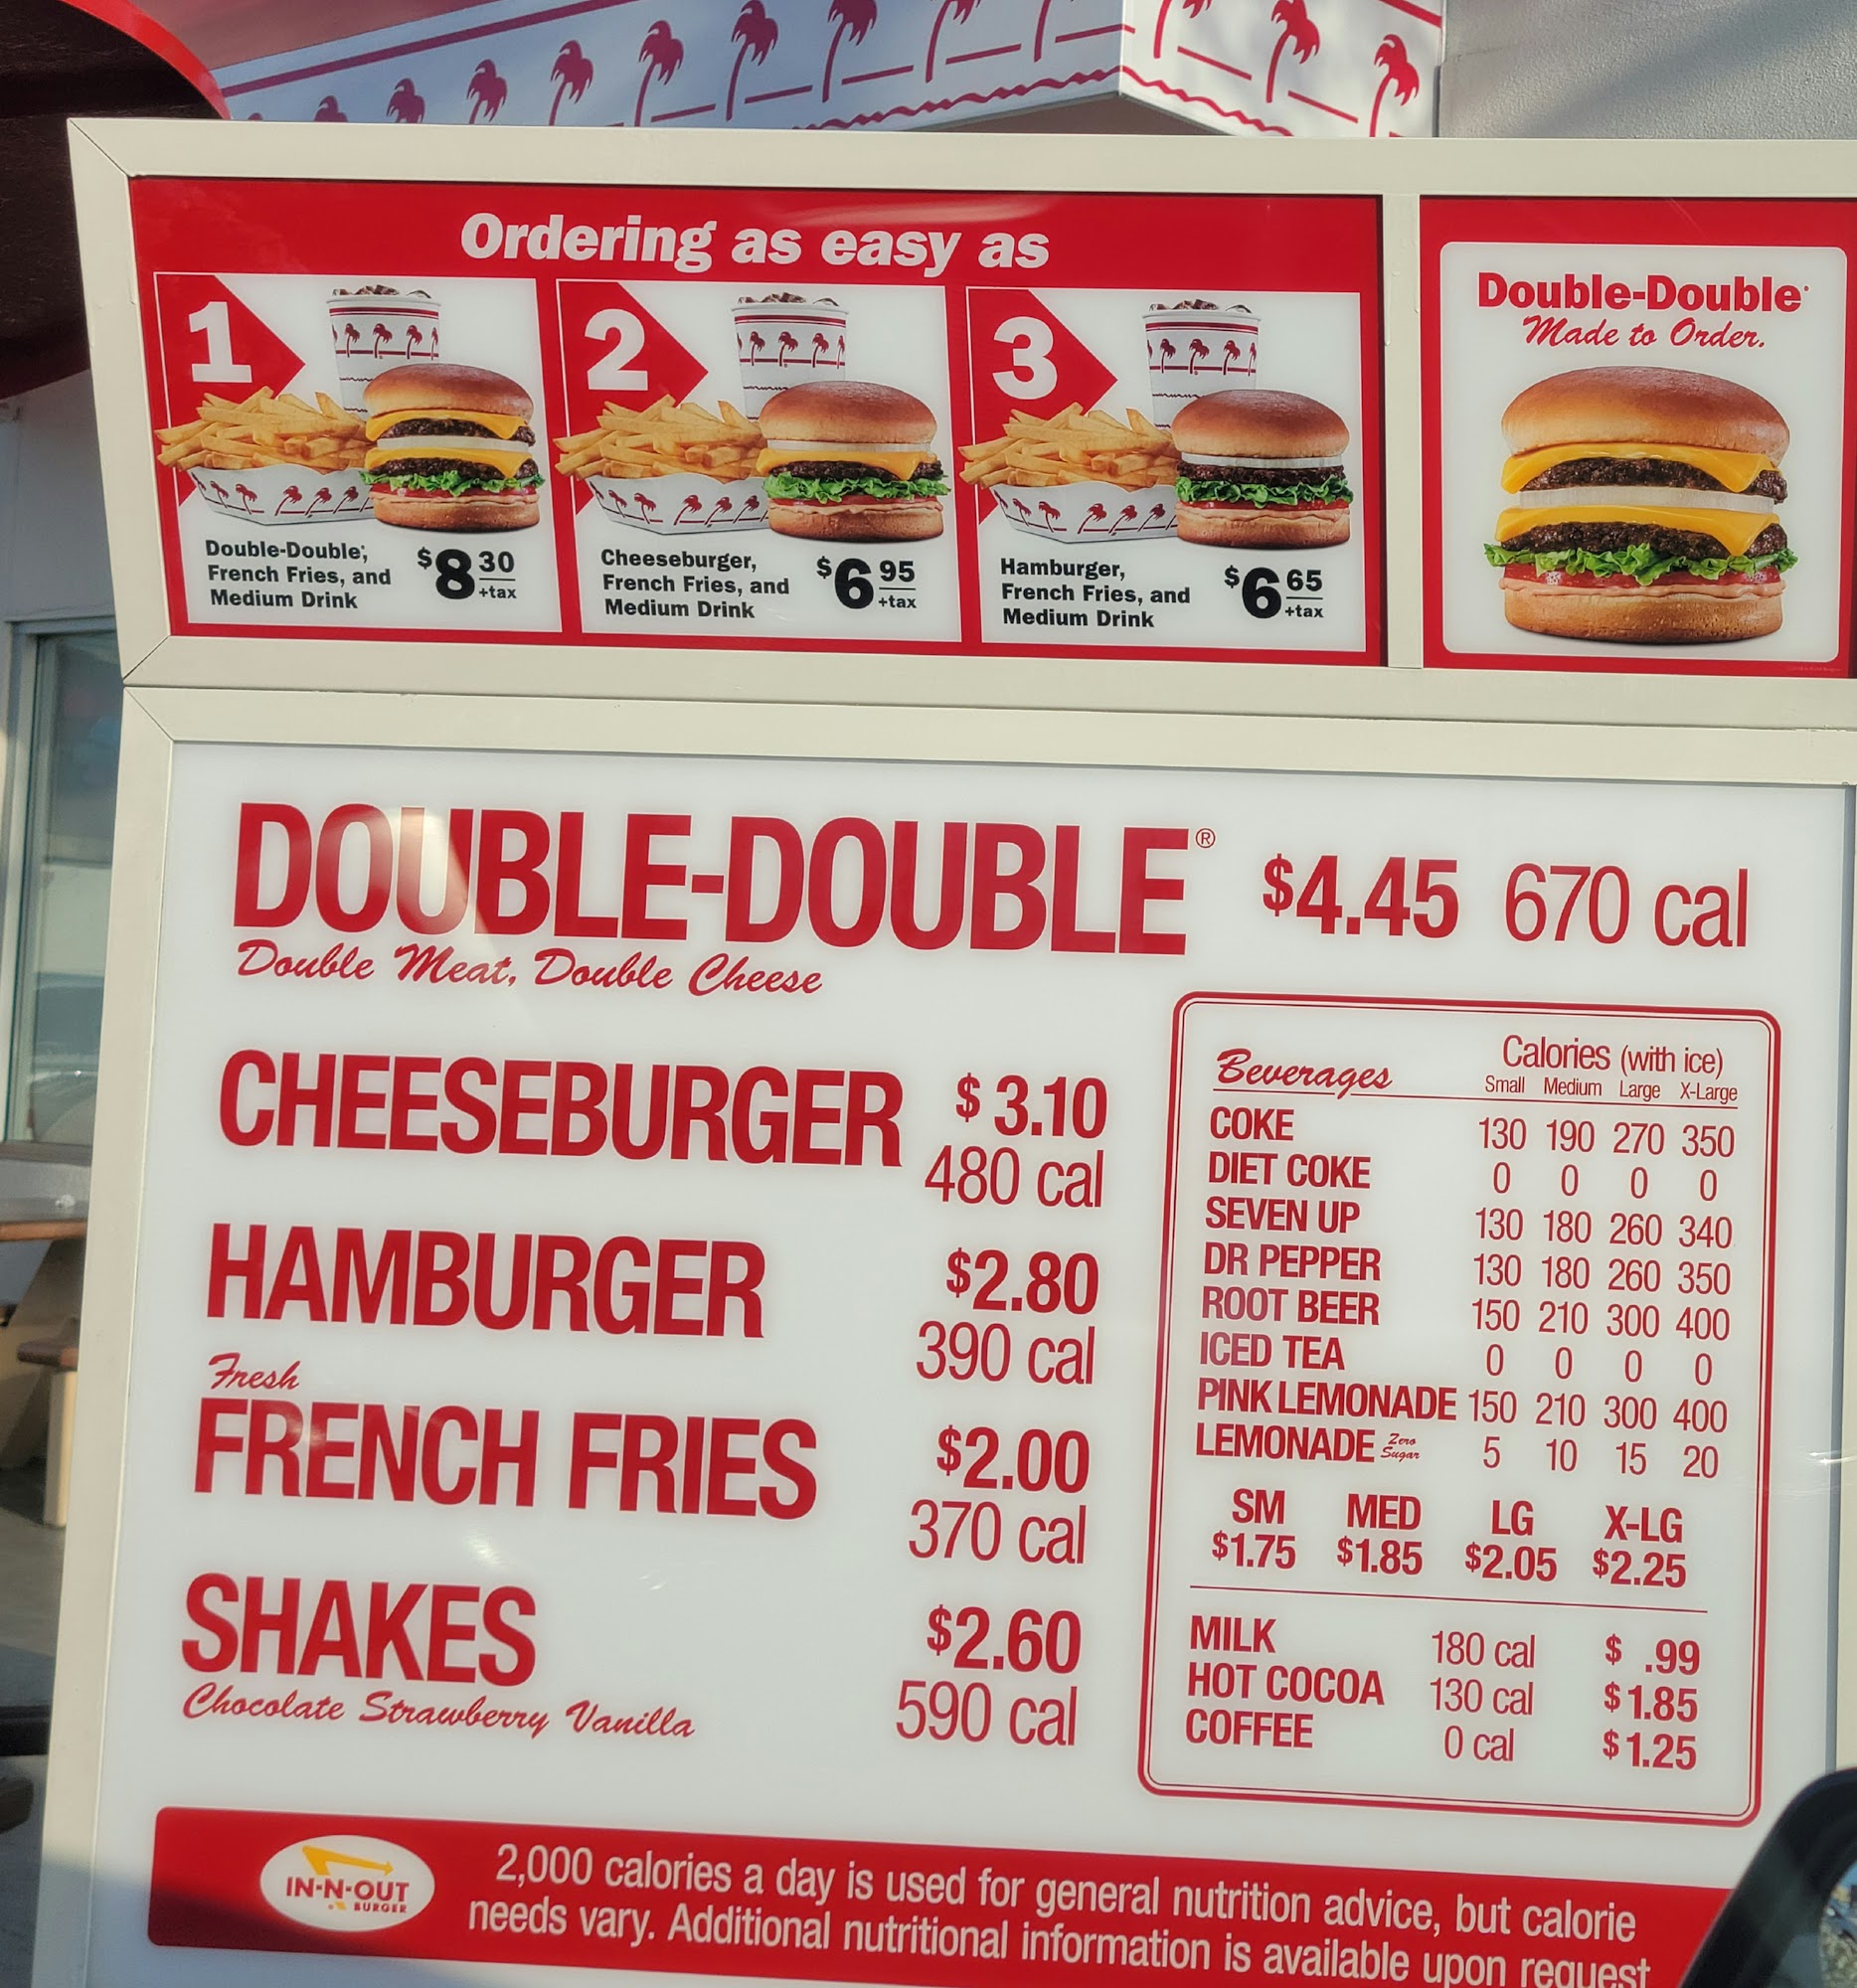 Ordering as easy as
1
Double-Double®,
French Fries, and
Medium Drink
$8 30
+tax
2
Cheeseburger,
French Fries, and
Medium Drink
$6 95
+tax
3
Hamburger,
French Fries, and
Medium Drink
$6 65
+tax
Double-Double®
Made to Order.
DOUBLE-DOUBLE® $4.45 670 cal
Double Meat, Double Cheese
CHEESEBURGER $3.10
480 cal
HAMBURGER $2.80
390 cal
Fresh
FRENCH FRIES $2.00
370 cal
SHAKES $2.60
Chocolate Strawberry Vanilla 590 cal
Beverages Calories (with ice)
Small Medium Large X-Large
COKE 130 190 270 350
DIET COKE 0 0 0 0
SEVEN UP 130 180 260 340
DR PEPPER 130 180 260 350
ROOT BEER 150 210 300 400
ICED TEA 0 0 0 0
PINK LEMONADE 150 210 300 400
LEMONADE Zero Sugar 5 10 15 20
SM MED LG X-LG
$1.75 $1.85 $2.05 $2.25
MILK 180 cal $ .99
HOT COCOA 130 cal $1.85
COFFEE 0 cal $1.25
IN-N-OUT
BURGER
2,000 calories a day is used for general nutrition advice, but calorie
needs vary. Additional nutritional information is available upon request